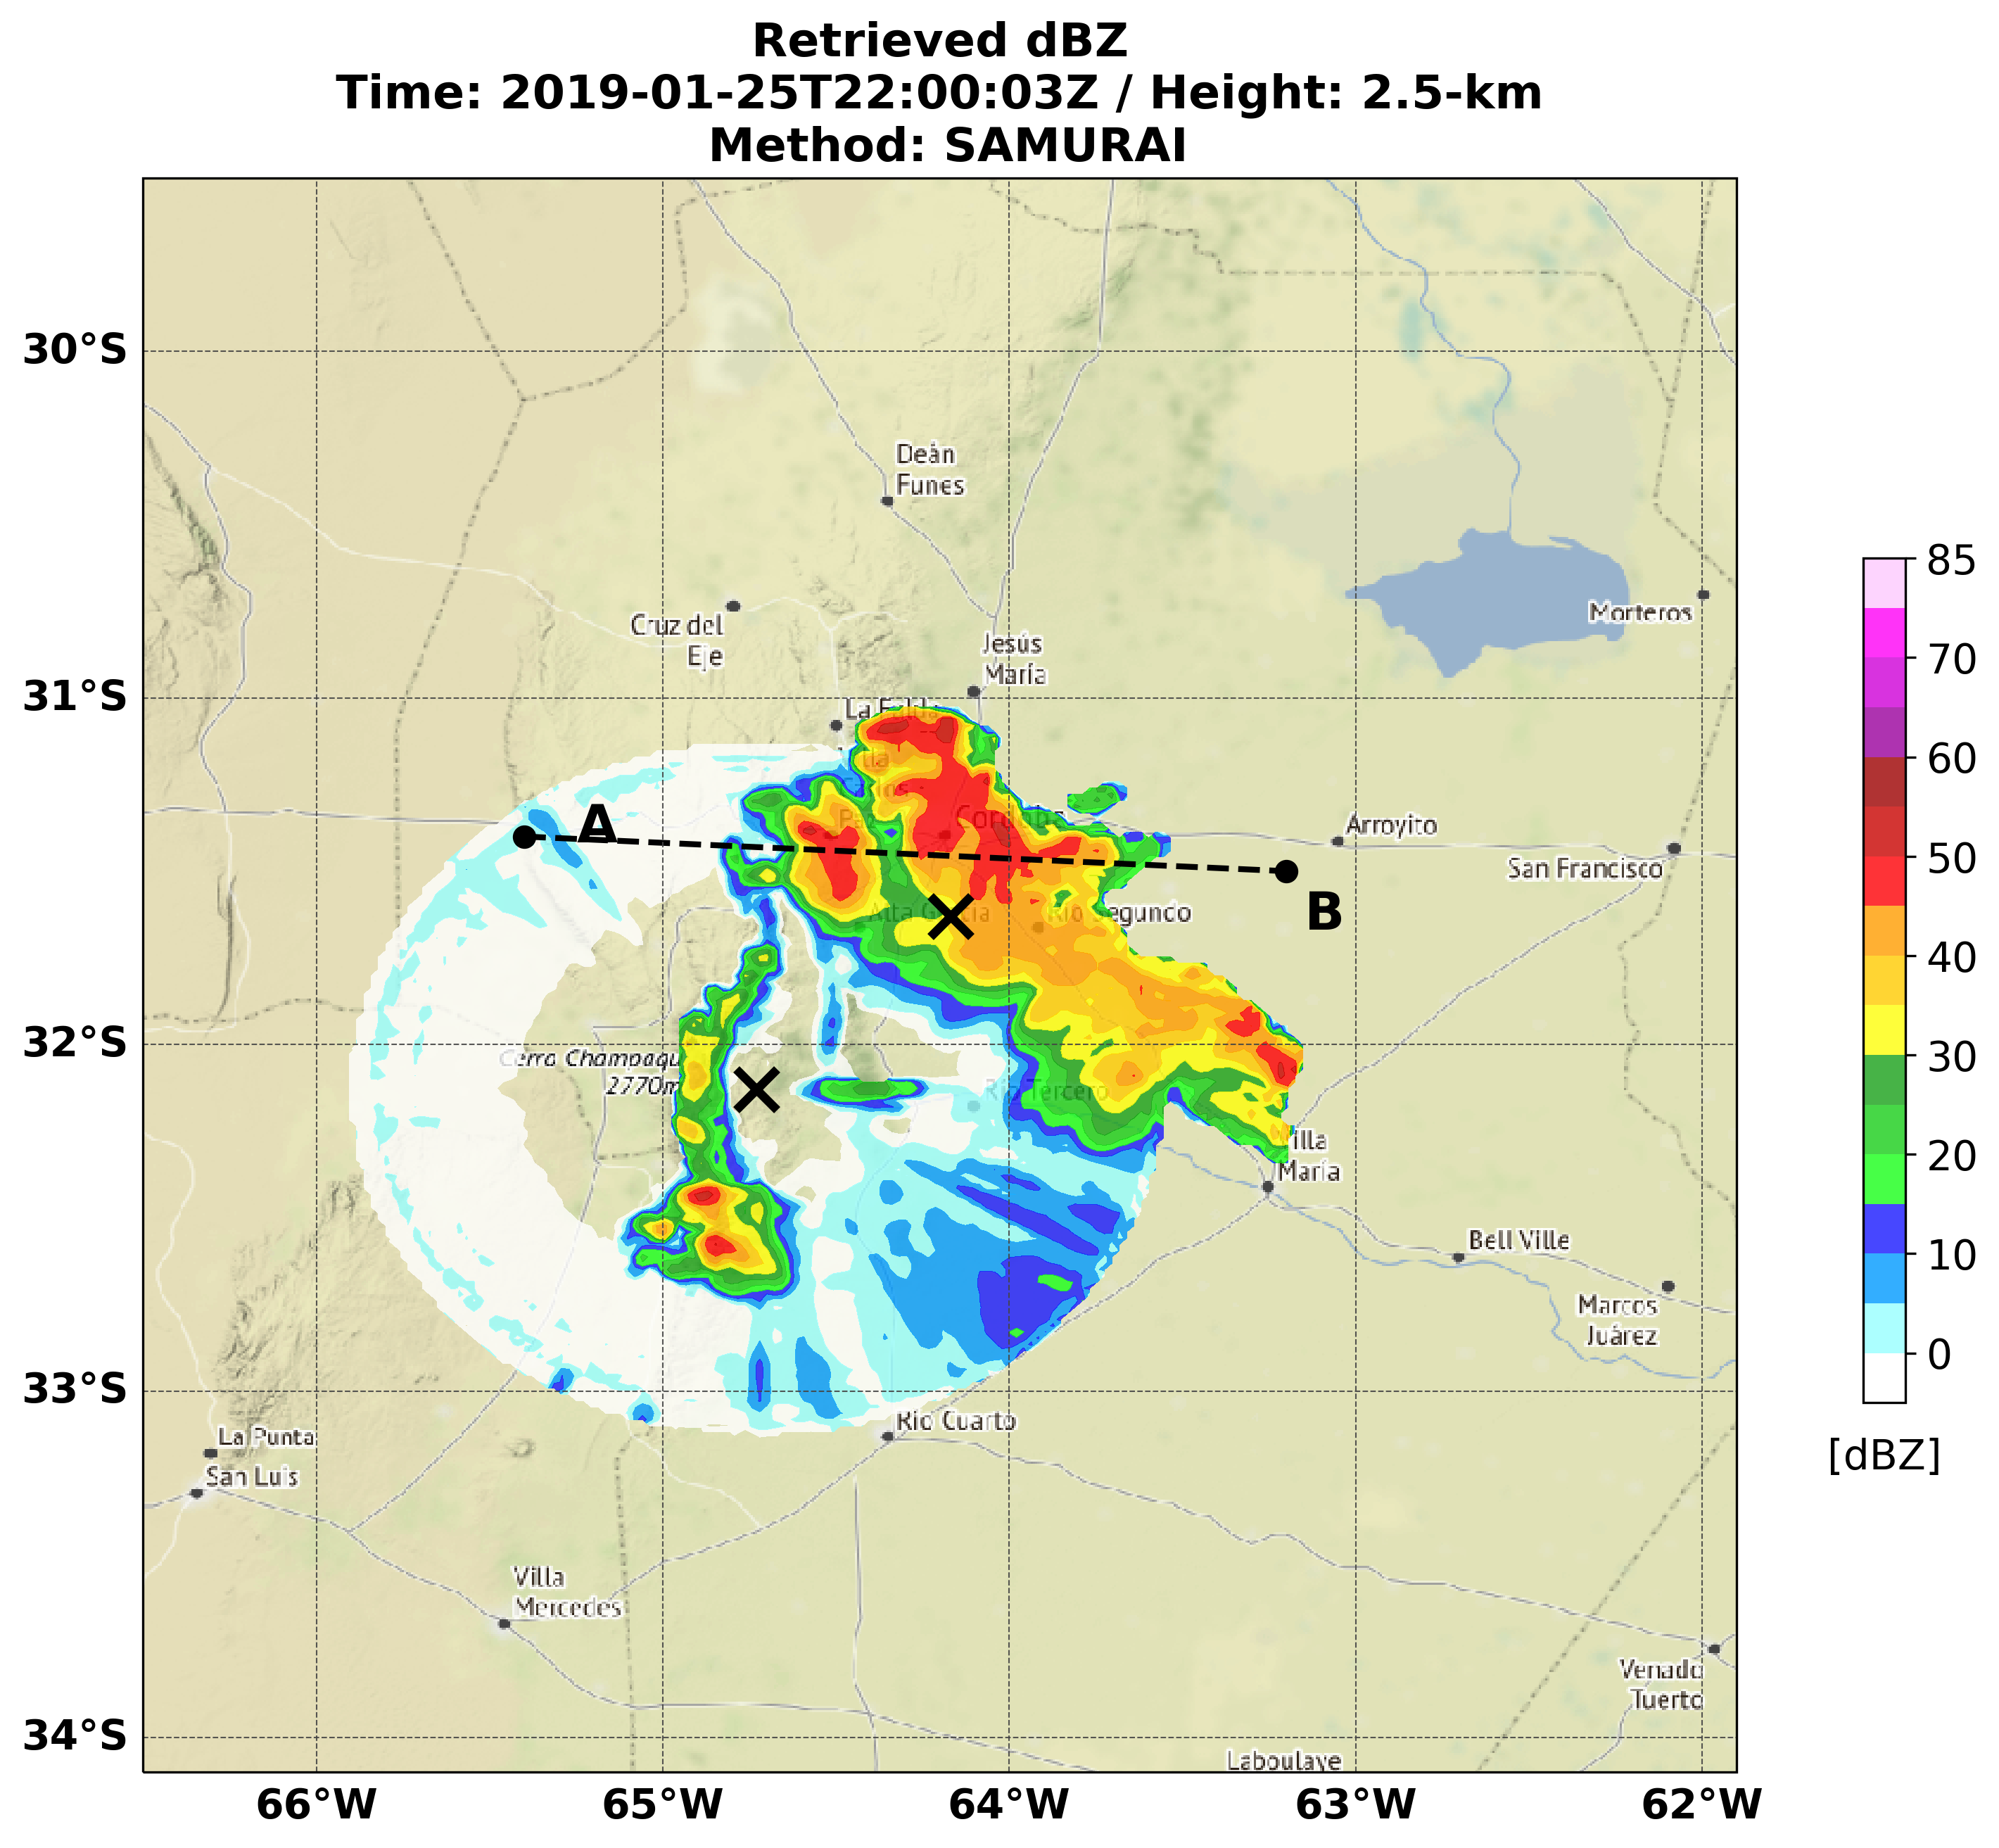 Retrieved dBZ
Time: 2019-01-25T22:00:03Z / Height: 2.5-km
Method: SAMURAI
30°S
31°S
32°S
33°S
34°S
66°W
65°W
64°W
63°W
62°W
Deán
Funes
Cruz del
Eje
Jesús
María
Morteros
La Falda
Carlos
Paz
Córdoba
A
Arroyito
San Francisco
B
Alta Gracia
Río Segundo
Cerro Champaqu
2770m
Río Tercero
Villa
María
Bell Ville
Marcos
Juárez
Río Cuarto
La Punta
San Luis
Villa
Mercedes
Venado
Tuerto
Laboulaye
85
70
60
50
40
30
20
10
0
[dBZ]